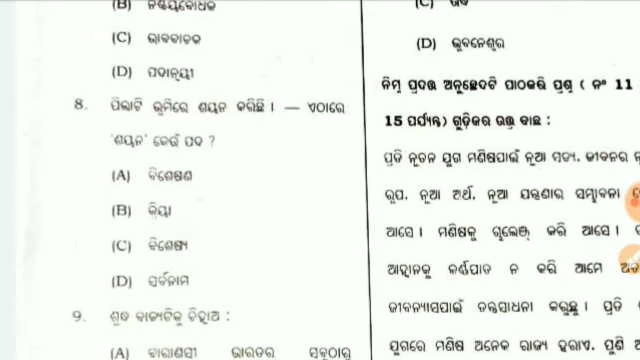 (B) ନିଶ୍ଚୟବୋଧକ
(C) ଭାବବାଚକ
(D) ପଦାନ୍ୱୟୀ
8. ପିଲାଟି ଭୂମିରେ ଶୟନ କରିଛି । — ଏଠାରେ
'ଶୟନ' କେଉଁ ପଦ ?
(A) ବିଶେଷଣ
(B) କ୍ରିୟା
(C) ବିଶେଷ୍ୟ
(D) ସର୍ବନାମ
9. ଶୁଦ୍ଧ ବାକ୍ୟଟିକୁ ଚିହ୍ନାଅ :
(A) ବାରାଣସୀ ଭାରତର ସବୁଠାରୁ
(C)
(D) ଭୁବନେଶ୍ୱର
ନିମ୍ନ ପ୍ରଦତ୍ତ ଅନୁଚ୍ଛେଦଟି ପାଠକରି ପ୍ରଶ୍ନ ( ନଂ 11
15 ପର୍ଯ୍ୟନ୍ତ) ଗୁଡ଼ିକର ଉତ୍ତର ବାଛ :
ପ୍ରତି ନୂତନ ଯୁଗ ମଣିଷପାଇଁ ନୂଆ ସତ୍ୟ, ଜୀବନର
ରୂପ, ନୂଆ ଅର୍ଥ, ନୂଆ ଯନ୍ତ୍ରଣାର ସମ୍ଭାବନା
ଆସେ । ମଣିଷକୁ ଚ୍ୟାଲେଞ୍ଜ କରି ଆସେ ।
ଆହ୍ୱାନକୁ କର୍ଣ୍ଣପାତ ନ କରି ଆମେ
ଜୀବନ୍ୟାସପାଇଁ ତନ୍ତ୍ରସାଧନା କରୁଛୁ । ପ୍ରତି
ଯୁଗରେ ମଣିଷ ଅନେକ ରାଜ୍ୟ ହରାଏ, ପୁଣି